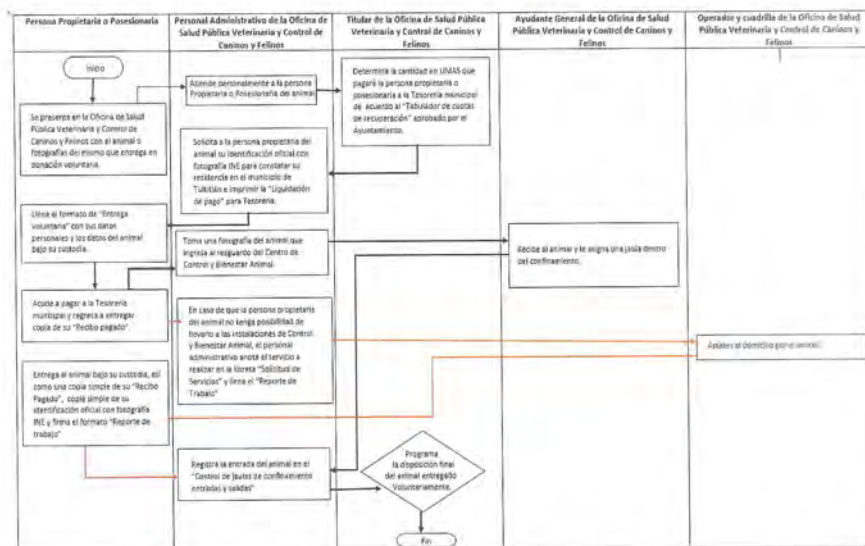 Persona Propietaria o Posesionaria
Personal Administrativo de la Oficina de
Salud Pública Veterinaria y Control de
Caninos y Felinos
Titular de la Oficina de Salud Pública
Veterinaria y Control de Caninos y
Felinos
Ayudante General de la Oficina de Salud
Pública Veterinaria y Control de Caninos y
Felinos
Operador y cuadrilla de la Oficina de Salud
Pública Veterinaria y Control de Caninos y
Felinos
Inicio
Se presenta en la Oficina de Salud
Pública Veterinaria y Control de
Caninos y Felinos con el animal o
fotografías del mismo que entrega en
donación voluntaria.
Atiende personalmente a la persona
Propietaria o Posesionaria del animal.
Determina la cantidad en UMAS que
pagará la persona propietaria o
posesionaria a la Tesorería municipal
de acuerdo al "Tabulador de cuotas
de recuperación" aprobado por el
Ayuntamiento.
Solicita a la persona propietaria del
animal su identificación oficial con
fotografía INE para constatar su
residencia en el municipio de
Tultitlán e imprimir la "Liquidación
de pago" para Tesorería.
Llena el formato de "Entrega
voluntaria" con sus datos
personales y los datos del animal
bajo su custodia.
Toma una fotografía del animal que
ingresa al resguardo del Centro de
Control y Bienestar Animal.
Recibe al animal y le asigna una jaula dentro
del confinamiento.
Acude a pagar a la Tesorería
municipal y regresa a entregar
copia de su "Recibo pagado".
En caso de que la persona propietaria
del animal no tenga posibilidad de
llevarlo a las instalaciones de Control
y Bienestar Animal, el personal
administrativo anota el servicio a
realizar en la libreta "Solicitud de
Servicios" y llena el "Reporte de
Trabajo"
Acuden al domicilio por el animal.
Entrega al animal bajo su custodia, así
como una copia simple de su "Recibo
Pagado", copia simple de su
identificación oficial con fotografía
INE y firma el formato "Reporte de
trabajo"
Registra la entrada del animal en el
"Control de jaulas de confinamiento
entradas y salidas"
Programa
la disposición final
del animal entregado
Voluntariamente.
Fin